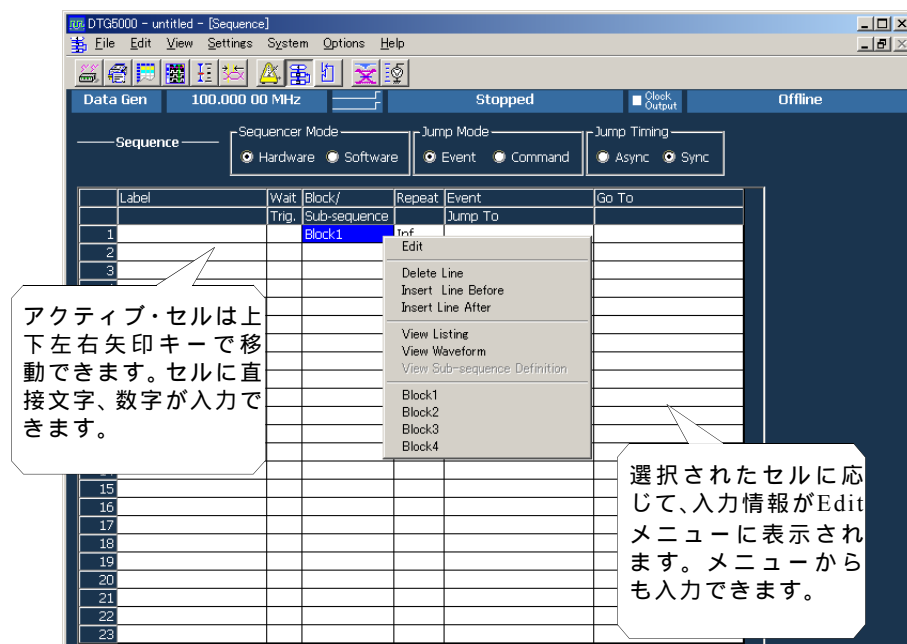 DTG5000 - untitled - [Sequence]
File Edit View Settings System Options Help
Data Gen 100.000 00 MHz Stopped Clock Output Offline
Sequence
Sequencer Mode
Hardware Software
Jump Mode
Event Command
Jump Timing
Async Sync
Label Wait Block/ Repeat Event Go To
Trig. Sub-sequence Jump To
1 Block1 Inf
2
3
Edit
Delete Line
Insert Line Before
Insert Line After
View Listing
View Waveform
View Sub-sequence Definition
Block1
Block2
Block3
Block4
アクティブ・セルは上
下左右矢印キーで移
動できます。セルに直
接文字、数字が入力で
きます。
選択されたセルに応
じて、入力情報がEdit
メニューに表示され
ます。メニューから
も入力できます。
15
16
17
18
19
20
21
22
23